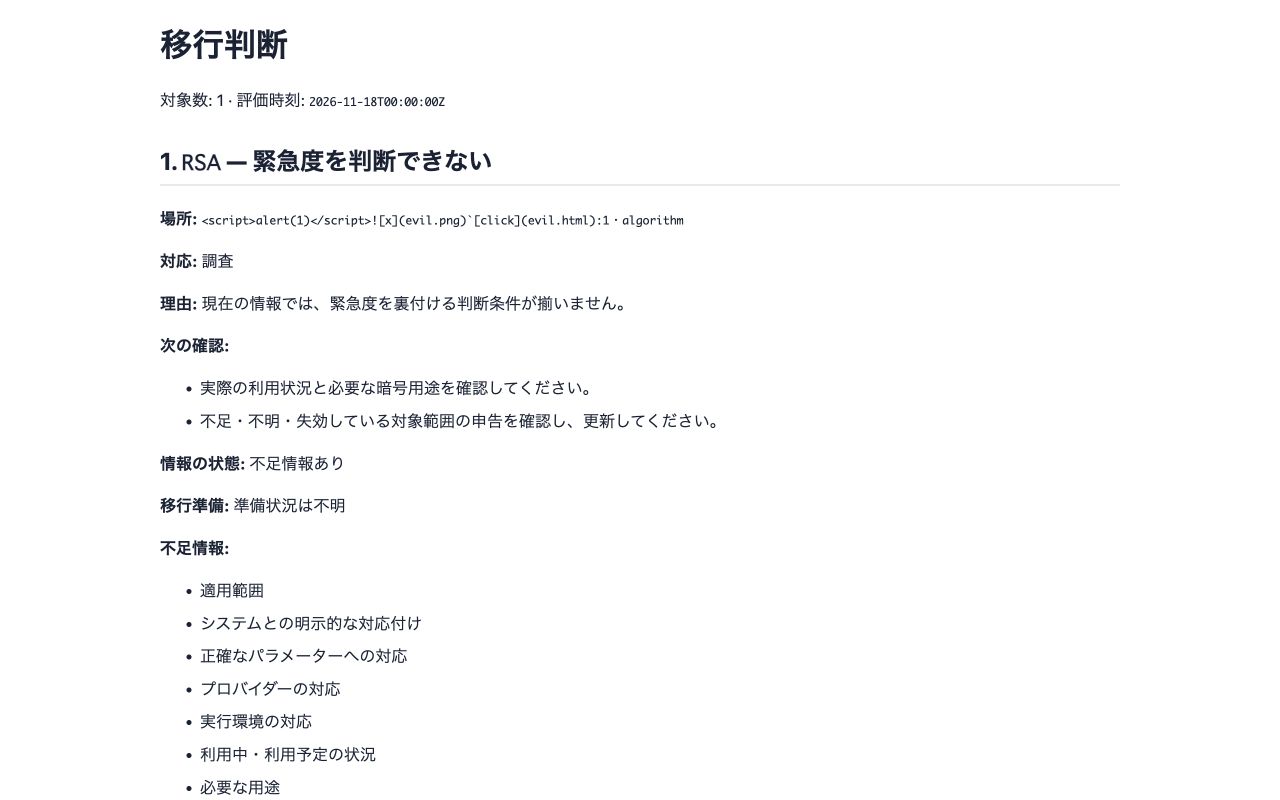 移行判断
対象数: 1 · 評価時刻: 2026-11-18T00:00:00Z
1. RSA — 緊急度を判断できない
場所: <script>alert(1)</script>![x](evil.png)`[click](evil.html):1 · algorithm
対応: 調査
理由: 現在の情報では、緊急度を裏付ける判断条件が揃いません。
次の確認:
• 実際の利用状況と必要な暗号用途を確認してください。
• 不足・不明・失効している対象範囲の申告を確認し、更新してください。
情報の状態: 不足情報あり
移行準備: 準備状況は不明
不足情報:
• 適用範囲
• システムとの明示的な対応付け
• 正確なパラメーターへの対応
• プロバイダーの対応
• 実行環境の対応
• 利用中・利用予定の状況
• 必要な用途